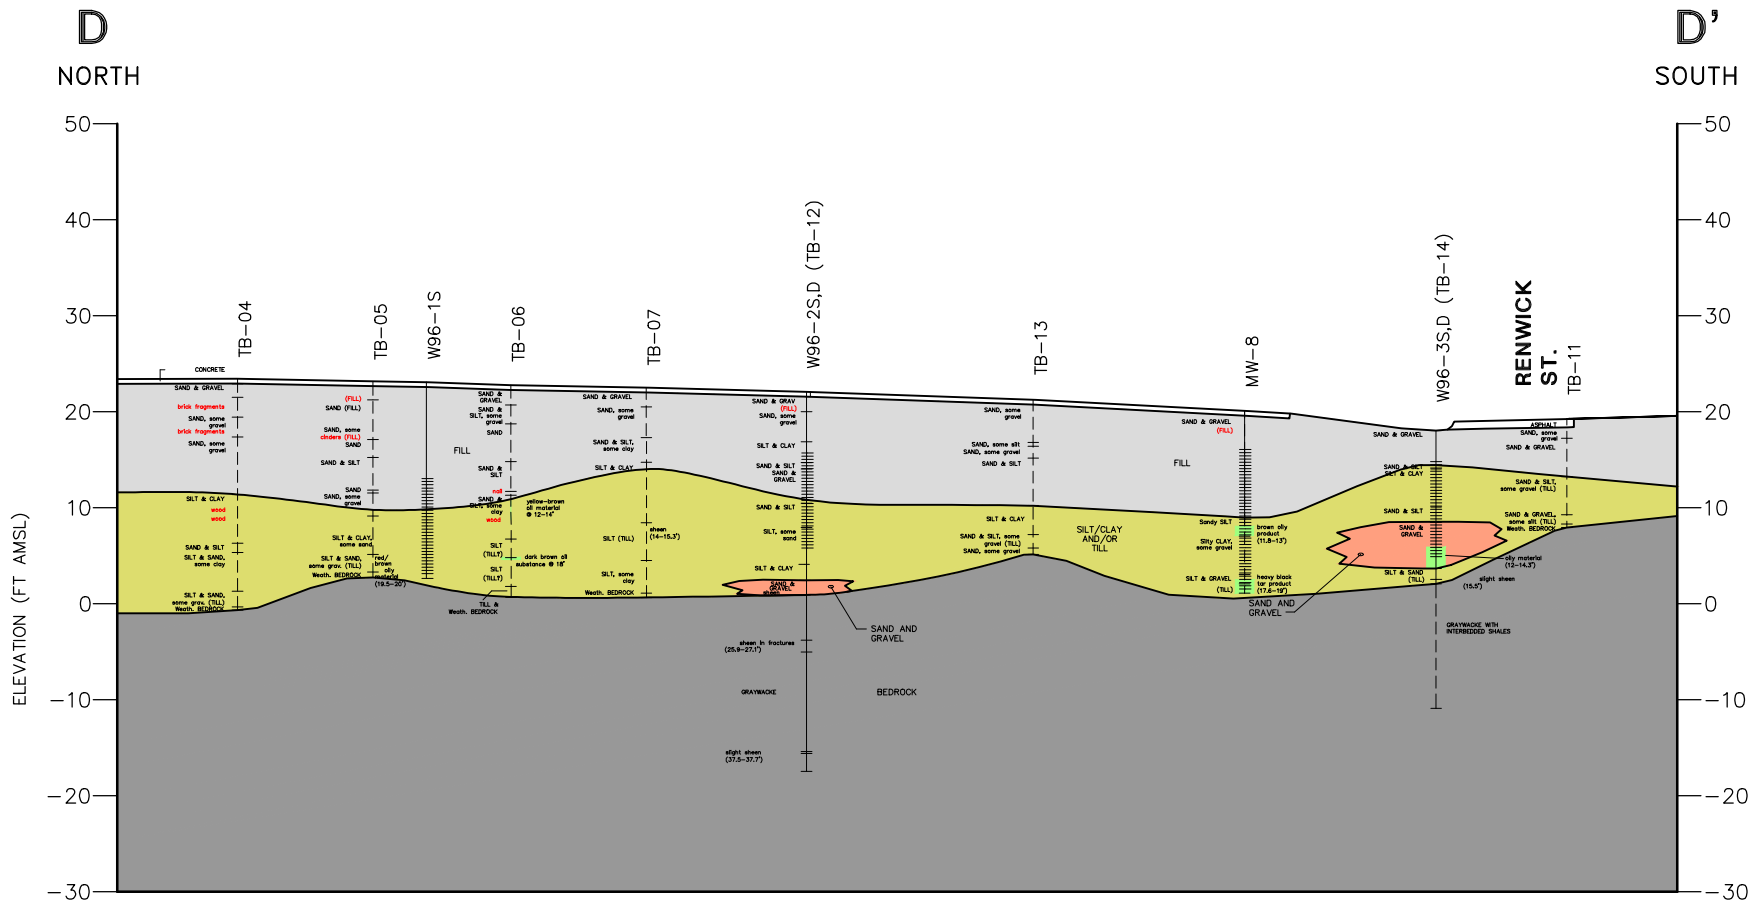 D
D'
NORTH
SOUTH
50
40
30
20
10
0
-10
-20
-30
ELEVATION (FT AMSL)
50
40
30
20
10
0
-10
-20
-30
TB-04
TB-05
W96-1S
TB-06
TB-07
W96-2S,D (TB-12)
TB-13
MW-8
W96-3S,D (TB-14)
RENWICK
ST.
TB-11
CONCRETE
SAND & GRAVEL
brick fragments
SAND, some
gravel
brick fragments
SAND, some
gravel
SILT & CLAY
wood
wood
SAND & SILT
SILT & SAND,
some clay
SILT & SAND,
some grav. (TILL)
Weath. BEDROCK
(FILL)
SAND (FILL)
SAND, some
cinders (FILL)
SAND
SAND & SILT
SAND
SAND, some
gravel
SILT & CLAY,
some sand
SILT & SAND,
some grav. (TILL)
Weath. BEDROCK
red/
brown
oily
material
(19.5-20')
FILL
SAND &
GRAVEL
SAND &
SILT, some
gravel
SAND
SAND &
SILT
nail
SAND &
SILT, some
clay
wood
SILT
(TILL?)
SILT
(TILL?)
yellow-brown
oil material
@ 12-14'
dark brown oil
substance @ 18'
TILL &
Weath. BEDROCK
SAND & GRAVEL
SAND, some
gravel
SAND & SILT,
some clay
SILT & CLAY
SILT (TILL)
SILT, some
clay
Weath. BEDROCK
sheen
(14-15.3')
SAND & GRAV
(FILL)
SAND, some
gravel
SILT & CLAY
SAND & SILT
SAND &
GRAVEL
SAND & SILT
SILT, some
sand
SILT & CLAY
SAND &
GRAVEL
sheen
SAND AND
GRAVEL
sheen in fractures
(25.9-27.1')
GRAYWACKE
slight sheen
(37.5-37.7')
BEDROCK
SAND, some
gravel
SAND, some silt
SAND, some gravel
SAND & SILT
SILT & CLAY
SAND & SILT, some
gravel (TILL)
SAND, some gravel
SILT/CLAY
AND/OR
TILL
FILL
SAND & GRAVEL
(FILL)
Sandy SILT
Silty CLAY,
some gravel
SILT & GRAVEL
(TILL)
brown oily
product
(11.8-13')
heavy black
tar product
(17.6-19')
SAND AND
GRAVEL
SAND & GRAVEL
SAND & SILT
SILT & CLAY
SAND & SILT
SAND &
GRAVEL
SILT & SAND
(TILL)
oily material
(12-14.3')
slight sheen
(15.5')
GRAYWACKE WITH
INTERBEDDED SHALES
ASPHALT
SAND, some
gravel
SAND & GRAVEL
SAND & SILT,
some gravel (TILL)
SAND & GRAVEL,
some silt (TILL)
Weath. BEDROCK